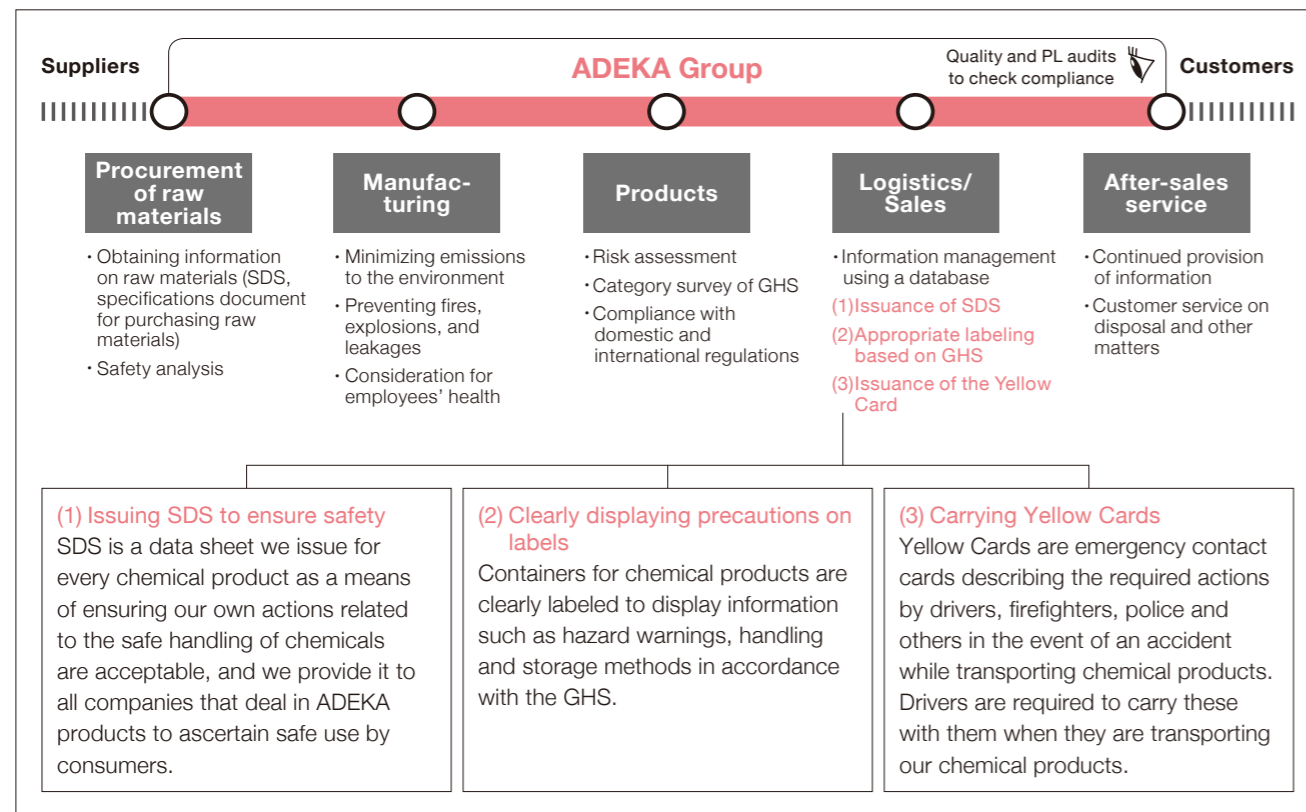 Suppliers
ADEKA Group
Quality and PL audits
to check compliance
Customers
Procurement
of raw
materials
・Obtaining information
on raw materials (SDS,
specifications document
for purchasing raw
materials)
・Safety analysis
Manufac-
turing
・Minimizing emissions
to the environment
・Preventing fires,
explosions, and
leakages
・Consideration for
employees’ health
Products
・Risk assessment
・Category survey of GHS
・Compliance with
domestic and
international regulations
Logistics/
Sales
・Information management
using a database
(1)Issuance of SDS
(2)Appropriate labeling
based on GHS
(3)Issuance of the Yellow
Card
After-sales
service
・Continued provision
of information
・Customer service on
disposal and other
matters
(1) Issuing SDS to ensure safety
SDS is a data sheet we issue for
every chemical product as a means
of ensuring our own actions related
to the safe handling of chemicals
are acceptable, and we provide it to
all companies that deal in ADEKA
products to ascertain safe use by
consumers.
(2) Clearly displaying precautions on
labels
Containers for chemical products are
clearly labeled to display information
such as hazard warnings, handling
and storage methods in accordance
with the GHS.
(3) Carrying Yellow Cards
Yellow Cards are emergency contact
cards describing the required actions
by drivers, firefighters, police and
others in the event of an accident
while transporting chemical products.
Drivers are required to carry these
with them when they are transporting
our chemical products.